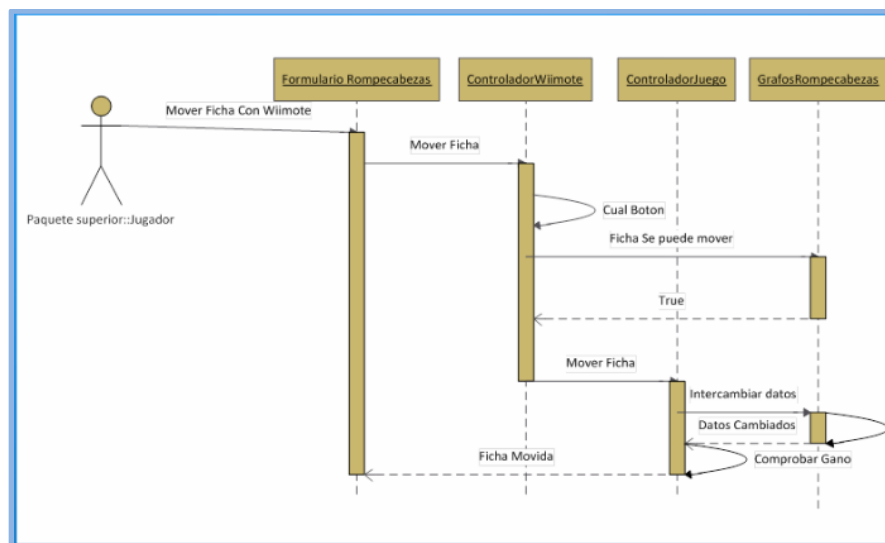 Formulario Rompecabezas
ControladorWiimote
ControladorJuego
GrafosRompecabezas
Mover Ficha Con Wiimote
Mover Ficha
Cual Boton
Paquete superior::Jugador
Ficha Se puede mover
True
Mover Ficha
Intercambiar datos
Datos Cambiados
Ficha Movida
Comprobar Gano